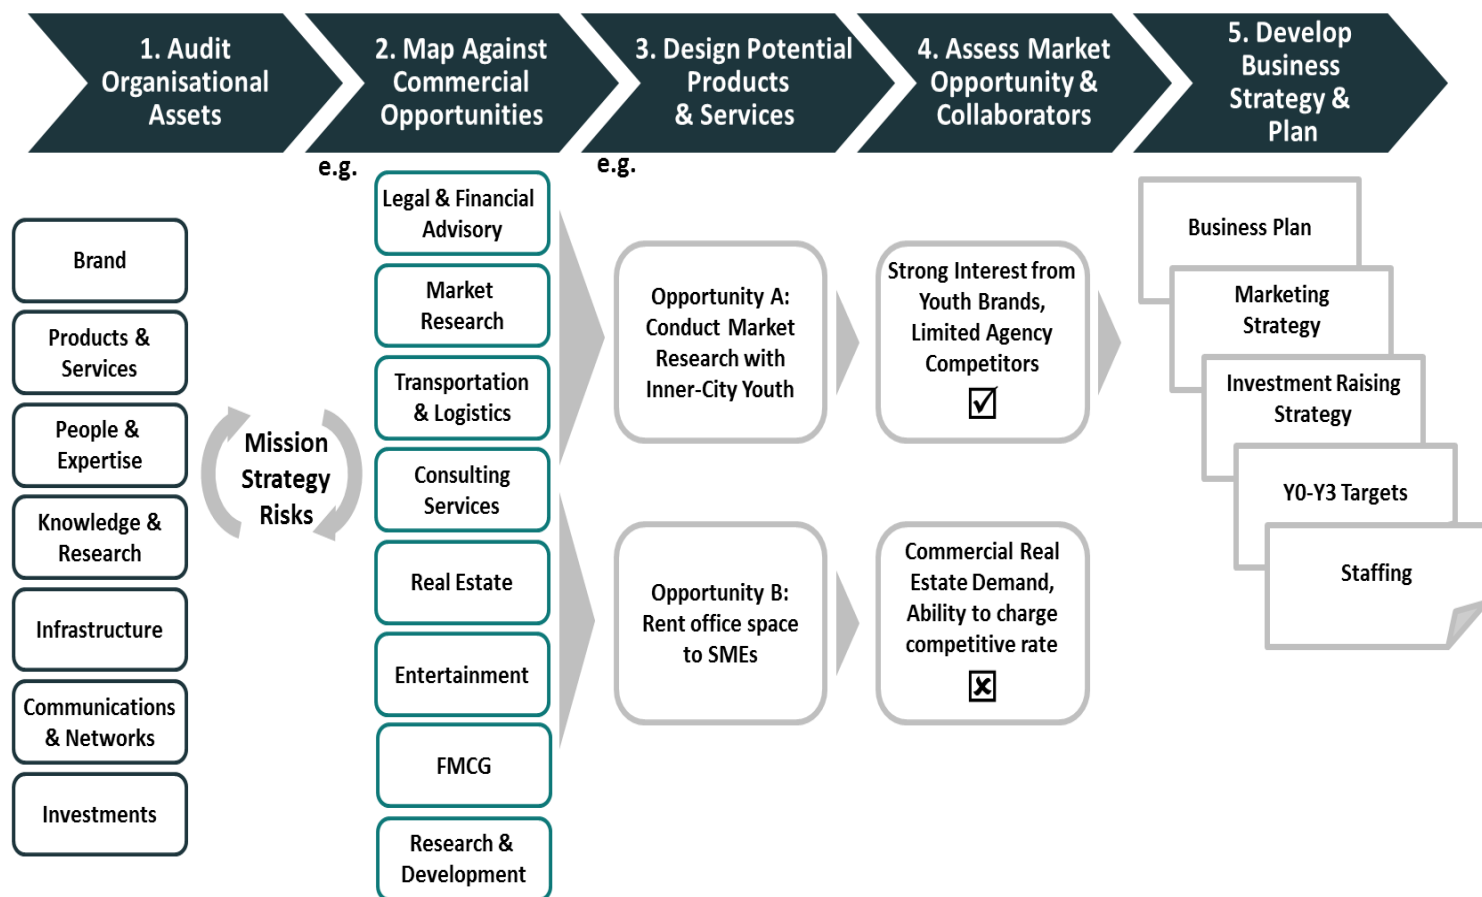 1. Audit
Organisational
Assets
2. Map Against
Commercial
Opportunities
3. Design Potential
Products
& Services
4. Assess Market
Opportunity &
Collaborators
5. Develop
Business
Strategy &
Plan
e.g.
e.g.
Brand
Products &
Services
People &
Expertise
Knowledge &
Research
Infrastructure
Communications
& Networks
Investments
Mission
Strategy
Risks
Legal & Financial
Advisory
Market
Research
Transportation
& Logistics
Consulting
Services
Real Estate
Entertainment
FMCG
Research &
Development
Opportunity A:
Conduct Market
Research with
Inner-City Youth
Opportunity B:
Rent office space
to SMEs
Strong Interest from
Youth Brands,
Limited Agency
Competitors
Commercial Real
Estate Demand,
Ability to charge
competitive rate
Business Plan
Marketing
Strategy
Investment Raising
Strategy
Y0-Y3 Targets
Staffing